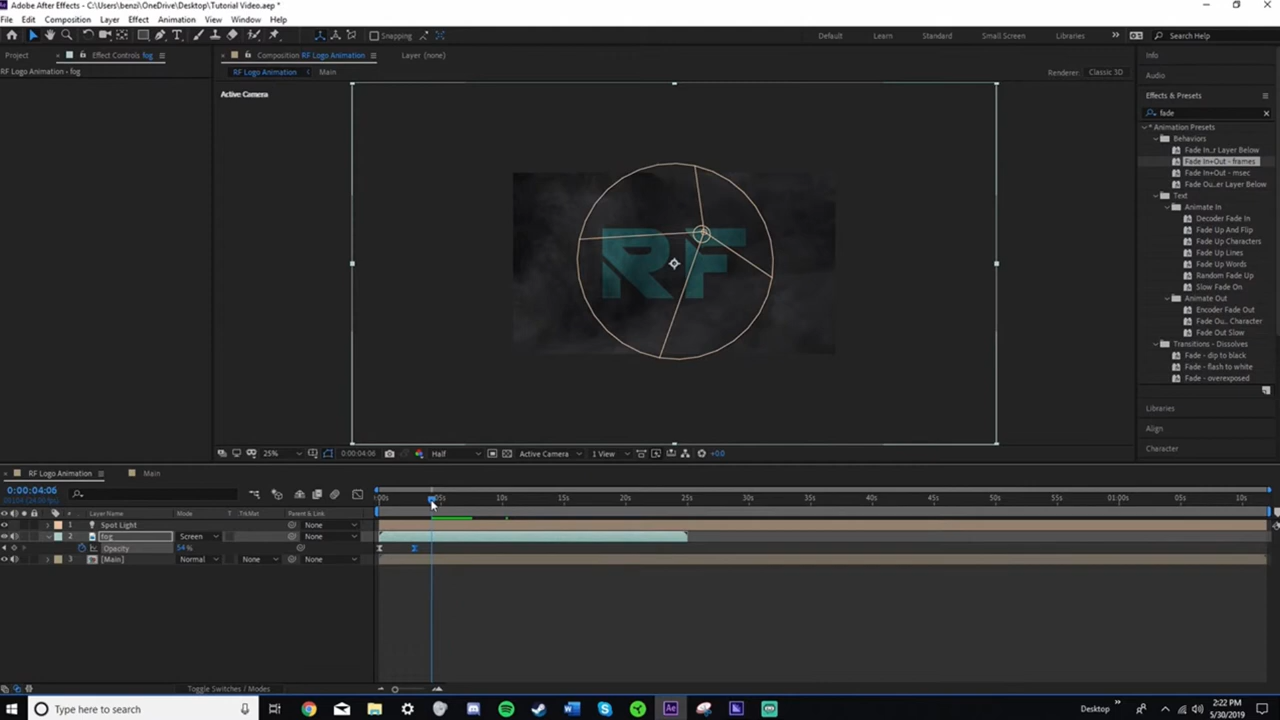 Adobe After Effects - C:\Users\benzi\OneDrive\Desktop\Tutorial Video.aep *
File Edit Composition Layer Effect Animation View Window Help
Snapping Default Learn Standard Small Screen Libraries Search Help
Project Effect Controls fog Composition RF Logo Animation Layer (none) Info
RF Logo Animation - fog RF Logo Animation Main Renderer: Classic 3D Audio
Active Camera Effects & Presets
fade
* Animation Presets
Behaviors
Fade In..r Layer Below
Fade In+Out - frames
Fade In+Out - msec
Fade Ou...er Layer Below
Text
Animate In
Decoder Fade In
Fade Up And Flip
Fade Up Characters
Fade Up Lines
Fade Up Words
Random Fade Up
Slow Fade On
Animate Out
Encoder Fade Out
Fade Ou.. Character
Fade Out Slow
Transitions - Dissolves
Fade - dip to black
Fade - flash to white
Fade - overexposed
RF
Libraries
Align
Character
25% 0:00:04:06 Half Active Camera 1 View +0.0
RF Logo Animation Main
0:00:04:06
:00s 05s 10s 15s 20s 25s 30s 35s 40s 45s 50s 55s 01:00s 05s 10s
# Layer Name Mode T TrkMat Parent & Link
1 Spot Light None
2 fog Screen None
Opacity 54 %
3 [Main] Normal None None
Toggle Switches / Modes
Type here to search
Desktop
2:22 PM
5/30/2019